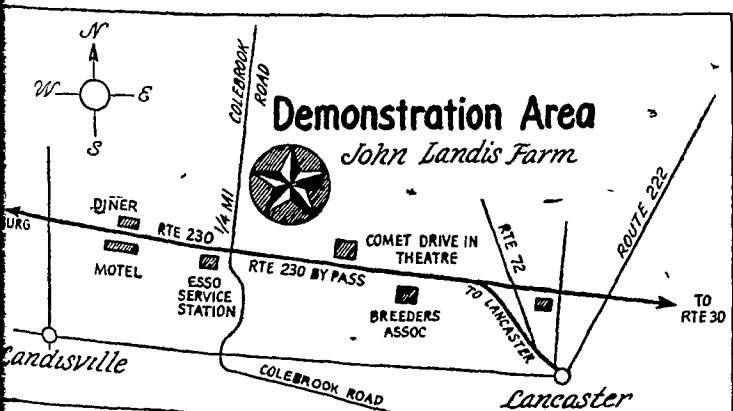 N
W
E
S
COLEBROOK
ROAD
Demonstration Area
John Landis Farm
DINER
URG
RTE 230
1/4 MI
MOTEL
ESSO
SERVICE
STATION
RTE 230 BY PASS
COMET DRIVE IN
THEATRE
BREEDERS
ASSOC
RTE 72
ROUTE 222
TO LANCASTER
TO
RTE 30
Landisville
COLEBROOK ROAD
Lancaster